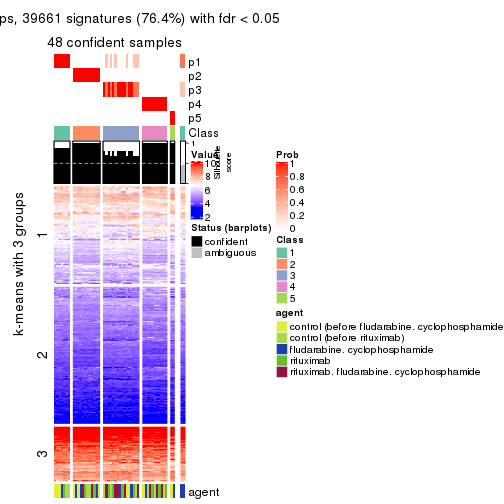 ps, 39661 signatures (76.4%) with fdr < 0.05
48 confident samples
p1
p2
p3
p4
p5
Class
1
Silhouette
score
k-means with 3 groups
1
2
3
agent
Value
10
8
6
4
2
Status (barplots)
confident
ambiguous
Prob
1
0.8
0.6
0.4
0.2
0
Class
1
2
3
4
5
agent
control (before fludarabine, cyclophosphamide
control (before rituximab)
fludarabine, cyclophosphamide
rituximab
rituximab, fludarabine, cyclophosphamide